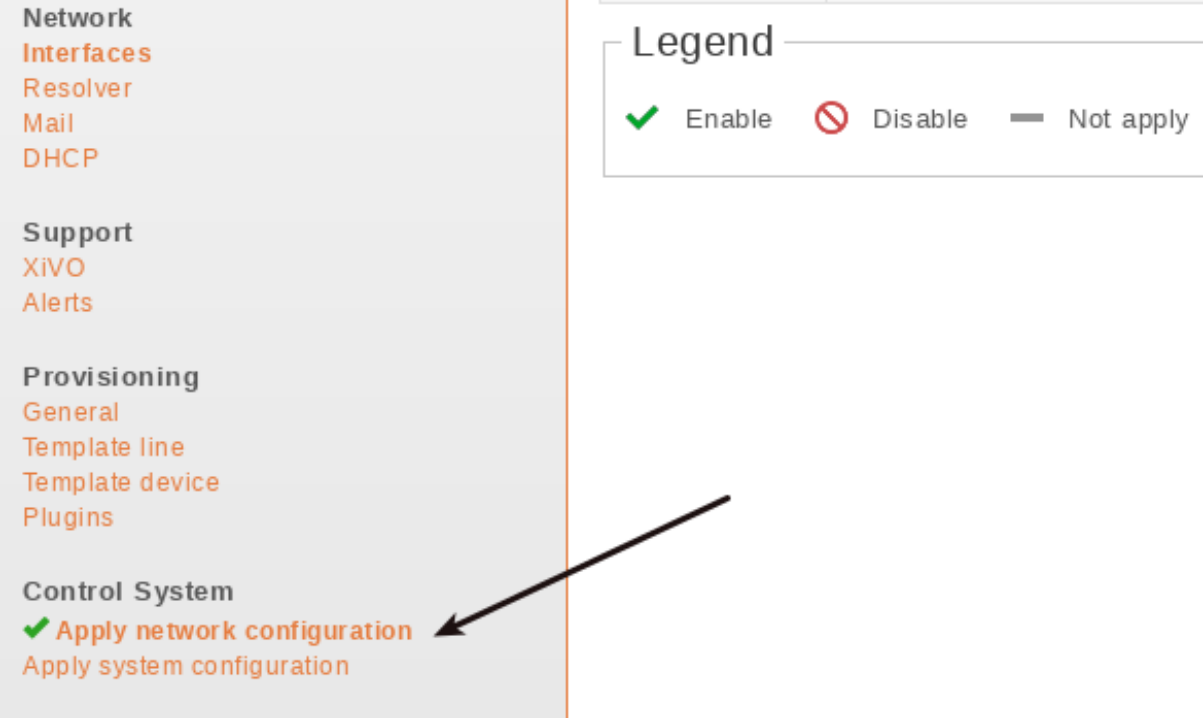 Network
Interfaces
Resolver
Mail
DHCP
Support
XiVO
Alerts
Provisioning
General
Template line
Template device
Plugins
Control System
Apply network configuration
Apply system configuration
Legend
Enable Disable Not apply